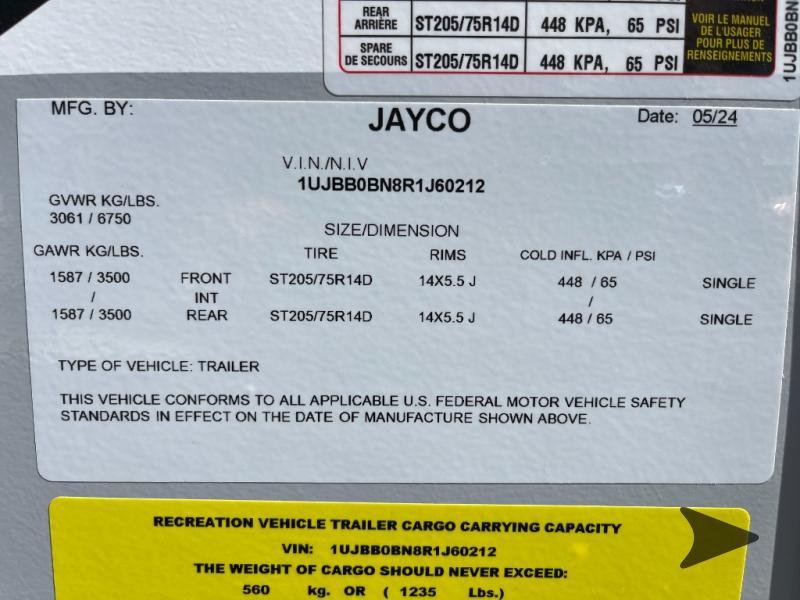 REAR
ARRIÈRE ST205/75R14D 448 KPA, 65 PSI
SPARE
DE SECOURS ST205/75R14D 448 KPA, 65 PSI
VOIR LE MANUEL
DE L'USAGER
POUR PLUS DE
RENSEIGNEMENTS
1UJBB0BN
MFG. BY: JAYCO Date: 05/24
V.I.N./N.I.V
1UJBB0BN8R1J60212
GVWR KG/LBS.
3061 / 6750
SIZE/DIMENSION
GAWR KG/LBS. TIRE RIMS COLD INFL. KPA / PSI
1587 / 3500 FRONT ST205/75R14D 14X5.5 J 448 / 65 SINGLE
/ INT /
1587 / 3500 REAR ST205/75R14D 14X5.5 J 448 / 65 SINGLE
TYPE OF VEHICLE: TRAILER
THIS VEHICLE CONFORMS TO ALL APPLICABLE U.S. FEDERAL MOTOR VEHICLE SAFETY
STANDARDS IN EFFECT ON THE DATE OF MANUFACTURE SHOWN ABOVE.
RECREATION VEHICLE TRAILER CARGO CARRYING CAPACITY
VIN: 1UJBB0BN8R1J60212
THE WEIGHT OF CARGO SHOULD NEVER EXCEED:
560 kg. OR ( 1235 Lbs.)